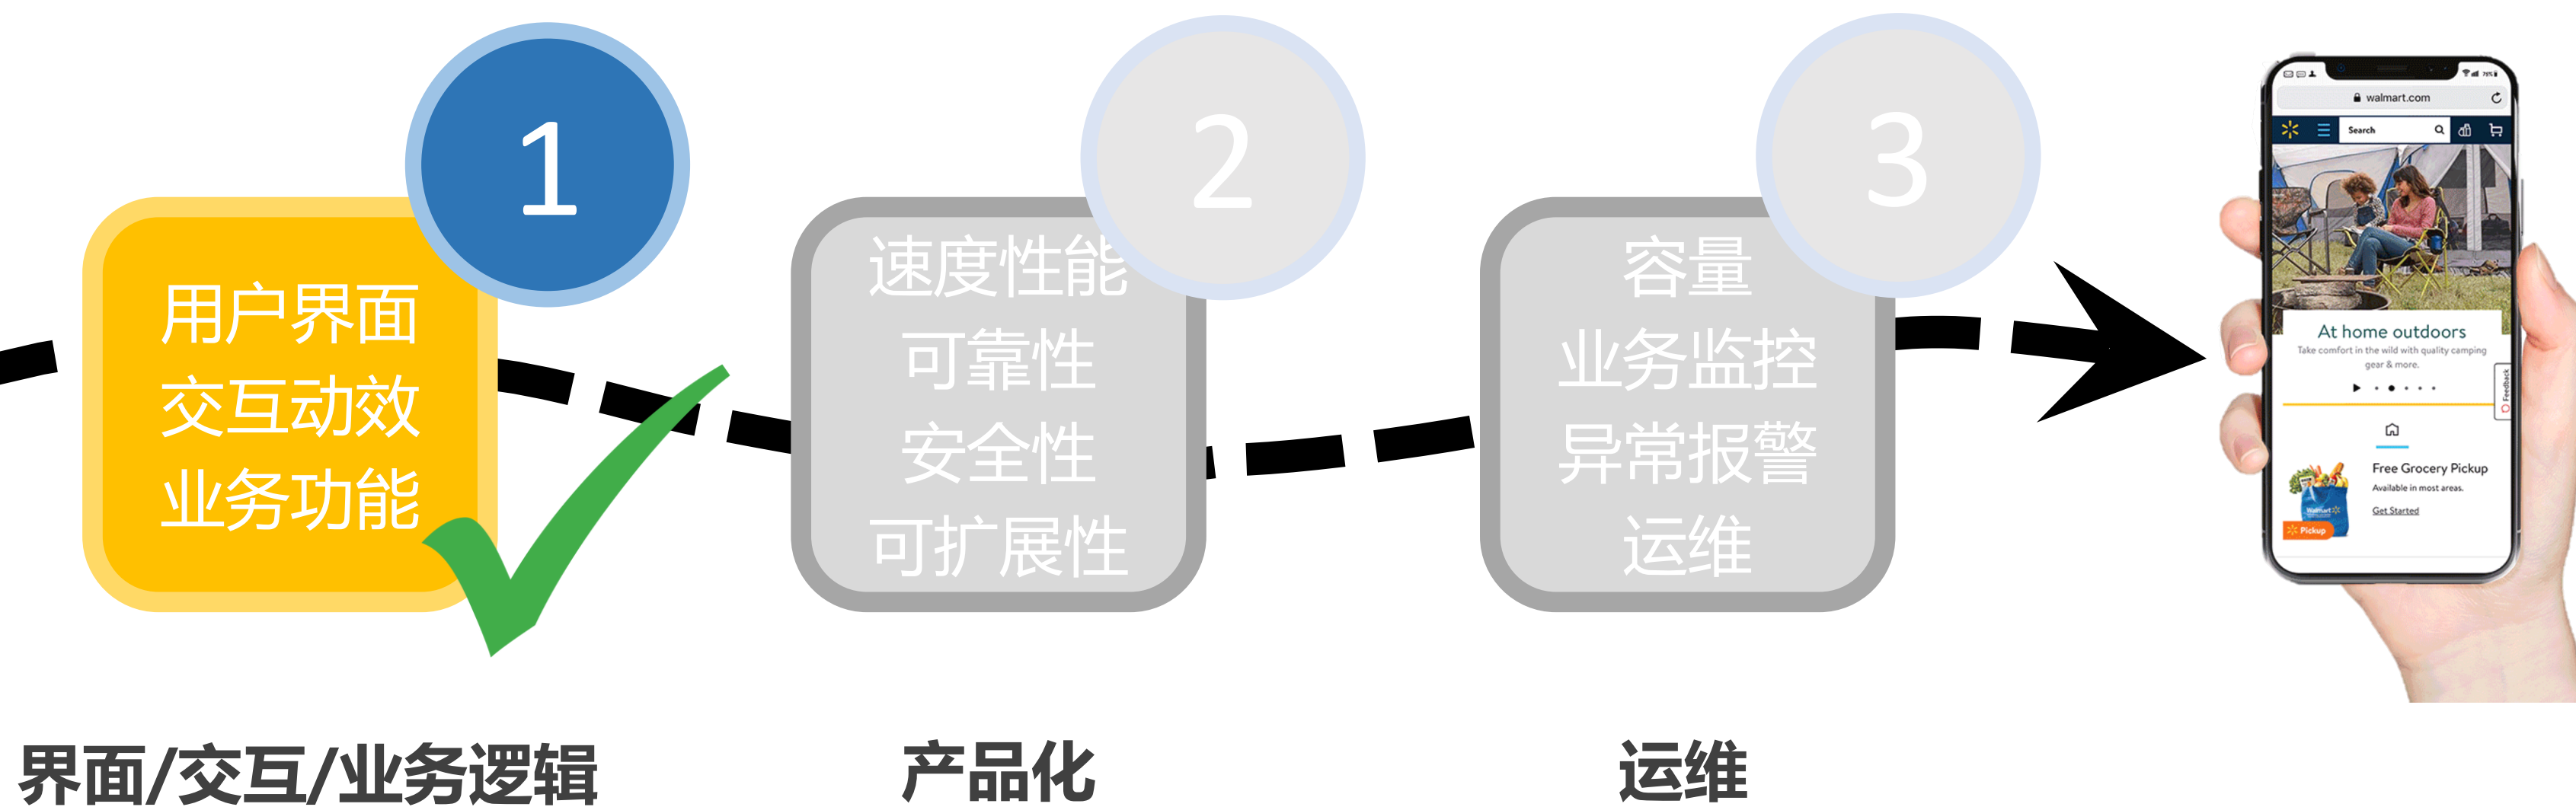 1
用户界面
交互动效
业务功能
界面/交互/业务逻辑
2
速度性能
可靠性
安全性
可扩展性
产品化
3
容量
业务监控
异常报警
运维
运维
75%
walmart.com
Search
At home outdoors
Take comfort in the wild with quality camping
gear & more.
Feedback
Free Grocery Pickup
Available in most areas.
Get Started
Walmart
Pickup